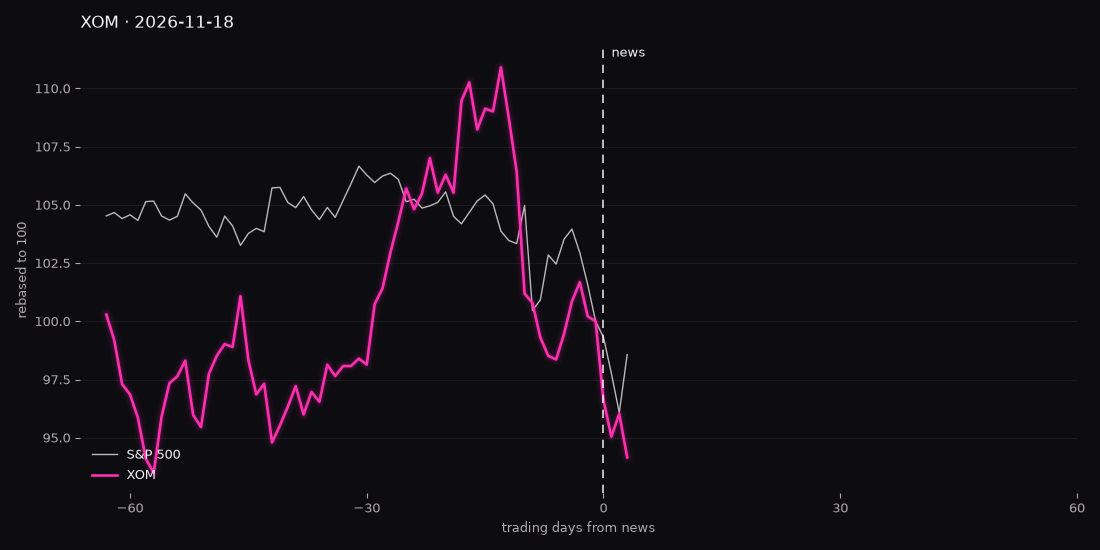 XOM · 2026-11-18
news
110.0
107.5
105.0
102.5
100.0
97.5
95.0
rebased to 100
S&P 500
XOM
−60
−30
0
30
60
trading days from news